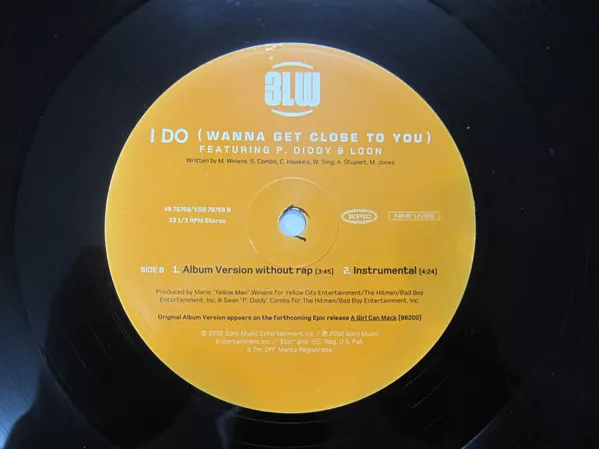 3LW
I DO (WANNA GET CLOSE TO YOU)
FEATURING P. DIDDY & LOON
Written by M. Winans, S. Combs, C. Hawkins, W. Sing, A. Stupart, M. Jones
49 79769/XSS 79769 B
33 1/3 RPM Stereo
EPIC
NINE LIVES
SIDE B 1. Album Version without rap (3:45) 2. Instrumental (4:24)
Produced by Mario "Yellow Man" Winans for Yellow City Entertainment/The Hitmen/Bad Boy
Entertainment, Inc. & Sean "P. Diddy" Combs for The Hitmen/Bad Boy Entertainment, Inc.
Original Album Version appears on the forthcoming Epic release A Girl Can Mack (86200)
© 2002 Sony Music Entertainment Inc. / ℗ 2002 Sony Music
Entertainment Inc. / "Epic" and Reg. U.S. Pat.
& Tm. Off. Marca Registrada